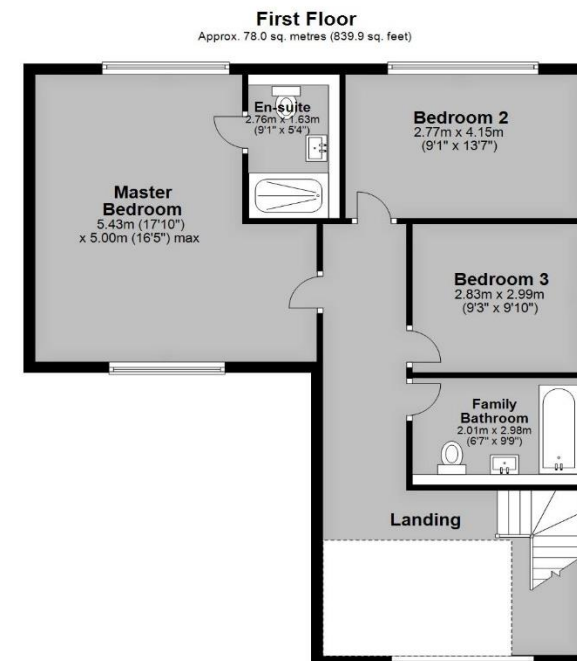 First Floor
Approx. 78.0 sq. metres (839.9 sq. feet)
En-suite
2.76m x 1.63m
(9'1" x 5'4")
Bedroom 2
2.77m x 4.15m
(9'1" x 13'7")
Master
Bedroom
5.43m (17'10")
x 5.00m (16'5") max
Bedroom 3
2.83m x 2.99m
(9'3" x 9'10")
Family
Bathroom
2.01m x 2.98m
(6'7" x 9'9")
Landing